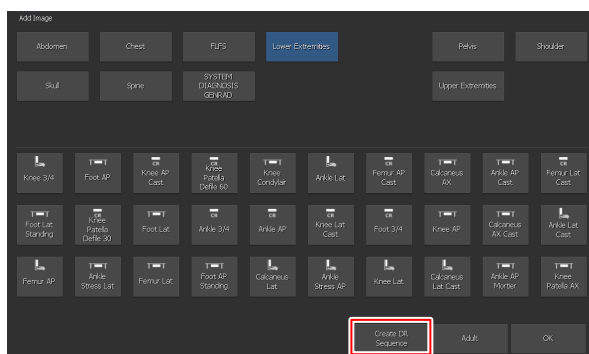 Add Image
Abdomen
Chest
FLFS
Lower Extremities
Pelvis
Shoulder
Skull
Spine
SYSTEM
DIAGNOSIS
GENRAD
Upper Extremities
Knee 3/4
Foot AP
CR
Knee AP
Cast
Knee
Patella
Defile 60
Knee
Condylair
Ankle Lat
CR
Femur AP
Cast
Calcaneus
AX
Ankle AP
Cast
CR
Femur Lat
Cast
Foot Lat
Standing
CR
Knee
Patella
Defile 30
Foot Lat
CR
Ankle 3/4
CR
Ankle AP
CR
Knee Lat
Cast
CR
Foot 3/4
Knee AP
Calcaneus
AX Cast
Ankle Lat
Cast
Femur AP
Ankle
Stress Lat
Femur Lat
Foot AP
Standing
Calcaneus
Lat
Ankle
Stress AP
Knee Lat
Calcaneus
Lat Cast
Ankle AP
Mortier
Knee
Patella AX
Create DR
Sequence
Adult
OK